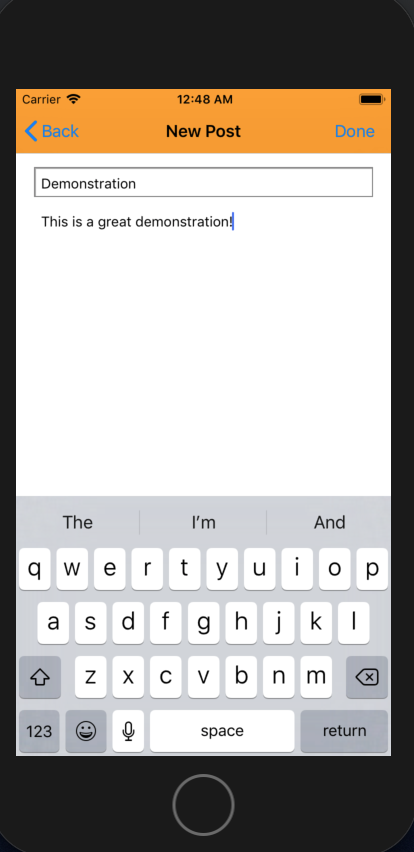 Carrier 12:48 AM
Back New Post Done
Demonstration
This is a great demonstration!
The I'm And
q w e r t y u i o p
a s d f g h j k l
z x c v b n m
123 space return